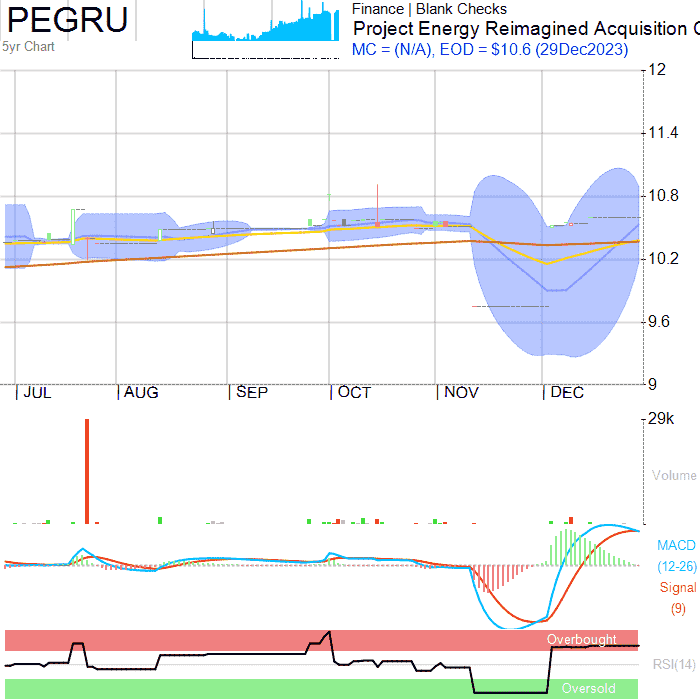 PEGRU
Finance | Blank Checks
Project Energy Reimagined Acquisition C
5yr Chart
MC = (N/A), EOD = $10.6 (29Dec2023)
12
11.4
10.8
10.2
9.6
9
JUL
AUG
SEP
OCT
NOV
DEC
29k
Volume
MACD
(12-26)
Signal
(9)
Overbought
RSI(14)
Oversold